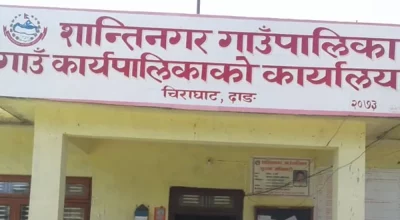 शान्तिनगर गाउँपालिका
गाउँ कार्यपालिकाको कार्यालय
चिराघाट, दाङ
२०७३